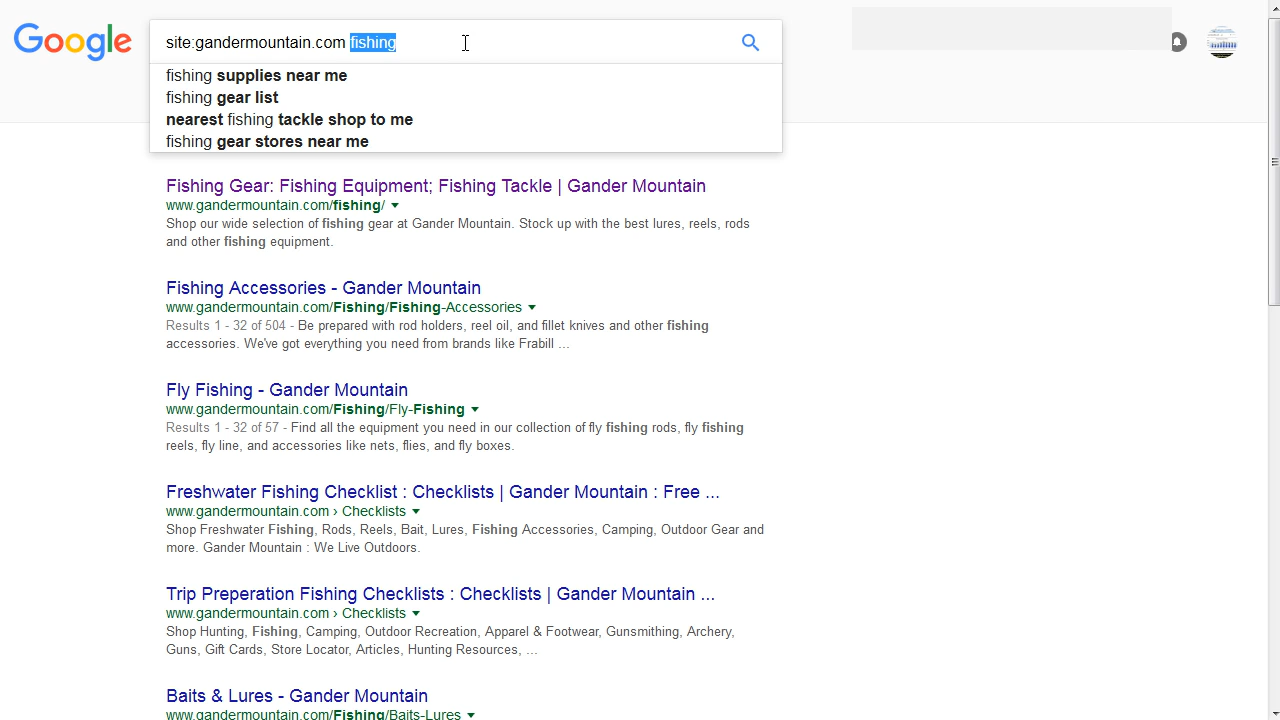 Google
site:gandermountain.com fishing
fishing supplies near me
fishing gear list
nearest fishing tackle shop to me
fishing gear stores near me
Fishing Gear: Fishing Equipment; Fishing Tackle | Gander Mountain
www.gandermountain.com/fishing/
Shop our wide selection of fishing gear at Gander Mountain. Stock up with the best lures, reels, rods
and other fishing equipment.
Fishing Accessories - Gander Mountain
www.gandermountain.com/Fishing/Fishing-Accessories
Results 1 - 32 of 504 - Be prepared with rod holders, reel oil, and fillet knives and other fishing
accessories. We've got everything you need from brands like Frabill ...
Fly Fishing - Gander Mountain
www.gandermountain.com/Fishing/Fly-Fishing
Results 1 - 32 of 57 - Find all the equipment you need in our collection of fly fishing rods, fly fishing
reels, fly line, and accessories like nets, flies, and fly boxes.
Freshwater Fishing Checklist : Checklists | Gander Mountain : Free ...
www.gandermountain.com › Checklists
Shop Freshwater Fishing, Rods, Reels, Bait, Lures, Fishing Accessories, Camping, Outdoor Gear and
more. Gander Mountain : We Live Outdoors.
Trip Preperation Fishing Checklists : Checklists | Gander Mountain ...
www.gandermountain.com › Checklists
Shop Hunting, Fishing, Camping, Outdoor Recreation, Apparel & Footwear, Gunsmithing, Archery,
Guns, Gift Cards, Store Locator, Articles, Hunting Resources, ...
Baits & Lures - Gander Mountain
www.gandermountain.com/Fishing/Baits-Lures